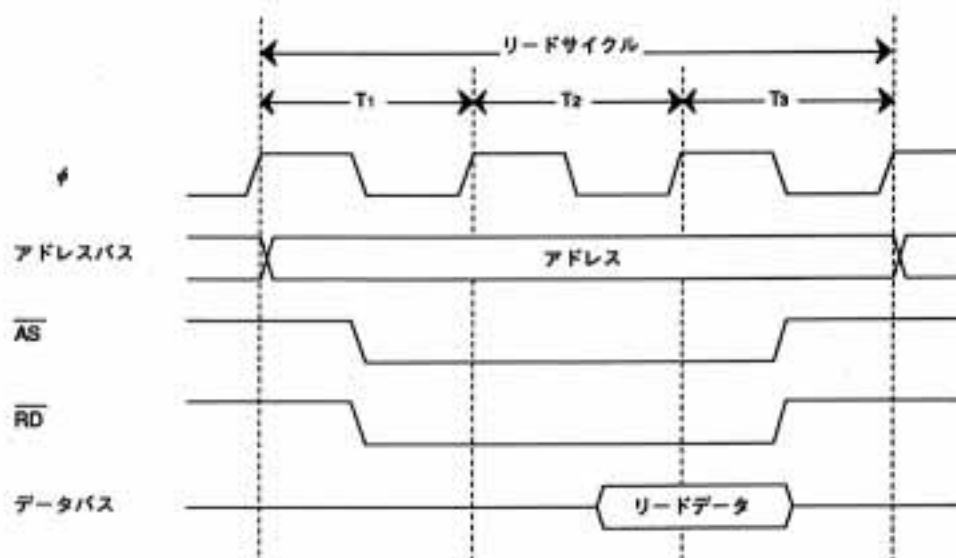 リードサイクル
T1 T2 T3
φ
アドレスバス アドレス
AS
RD
データバス リードデータ